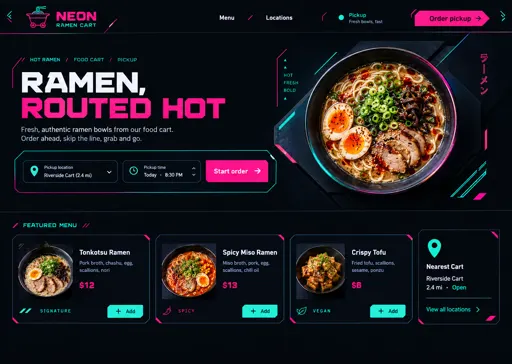 NEON
RAMEN CART
Menu
Locations
Pickup
Fresh bowls, fast
Order pickup
HOT RAMEN / FOOD CART / PICKUP
RAMEN,
ROUTED HOT
Fresh, authentic ramen bowls from our food cart.
Order ahead, skip the line, grab and go.
Pickup location
Riverside Cart (2.4 mi)
Pickup time
Today • 8:30 PM
Start order
HOT
FRESH
BOLD
ラーメン
FEATURED MENU
Tonkotsu Ramen
Pork broth, chashu, egg,
scallions, nori
$12
SIGNATURE
+ Add
Spicy Miso Ramen
Miso broth, pork, egg,
scallions, chili oil
$13
SPICY
+ Add
Crispy Tofu
Fried tofu, scallions,
sesame, ponzu
$8
VEGAN
+ Add
Nearest Cart
Riverside Cart
2.4 mi • Open
View all locations